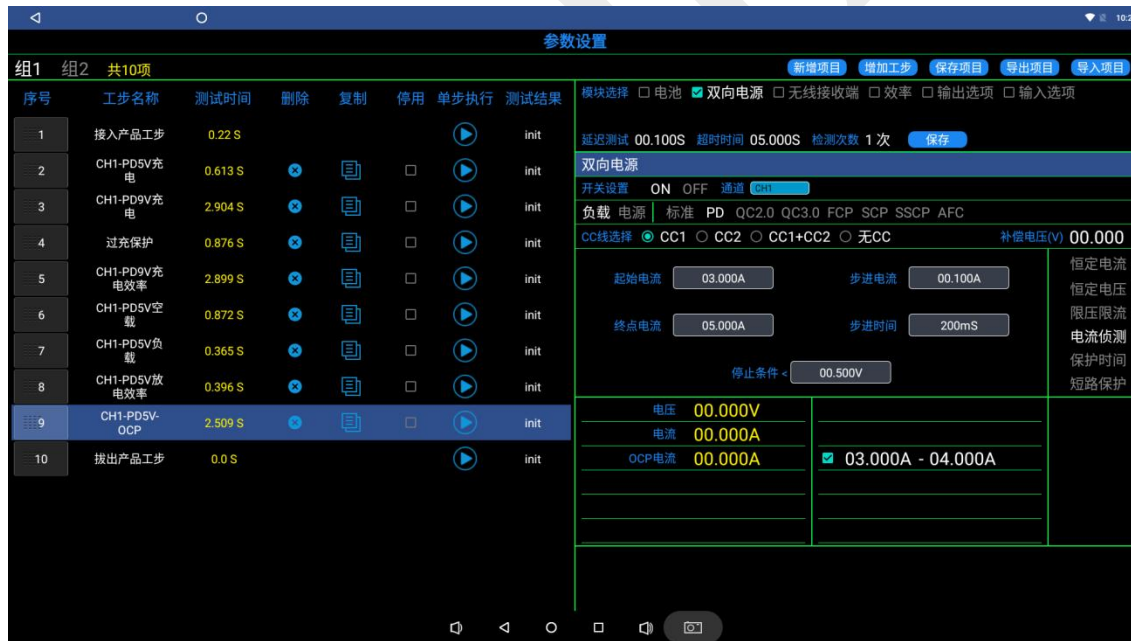 10:2
参数设置
组1 组2 共10项 新增项目 增加工步 保存项目 导出项目 导入项目
序号 工步名称 测试时间 删除 复制 停用 单步执行 测试结果
1 接入产品工步 0.22 S init
2 CH1-PD5V充电 0.613 S init
3 CH1-PD9V充电 2.904 S init
4 过充保护 0.876 S init
5 CH1-PD9V充电效率 2.899 S init
6 CH1-PD5V空载 0.872 S init
7 CH1-PD5V负载 0.365 S init
8 CH1-PD5V放电效率 0.396 S init
9 CH1-PD5V-OCP 2.509 S init
10 拔出产品工步 0.0 S init
模块选择 电池 双向电源 无线接收端 效率 输出选项 输入选项
延迟测试 00.100S 超时时间 05.000S 检测次数 1 次 保存
双向电源
开关设置 ON OFF 通道 CH1
负载 电源 标准 PD QC2.0 QC3.0 FCP SCP SSCP AFC
CC线选择 CC1 CC2 CC1+CC2 无CC 补偿电压(V) 00.000
起始电流 03.000A 步进电流 00.100A
终点电流 05.000A 步进时间 200mS
停止条件 < 00.500V
恒定电流
恒定电压
限压限流
电流侦测
保护时间
短路保护
电压 00.000V
电流 00.000A
OCP电流 00.000A 03.000A - 04.000A